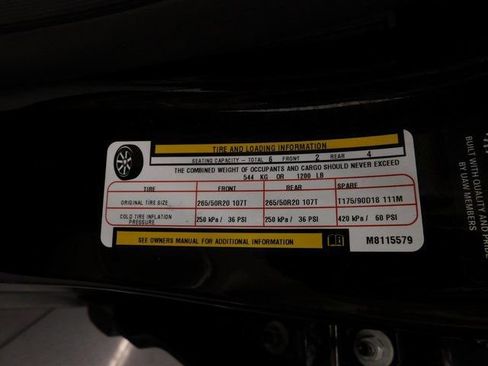 TIRE AND LOADING INFORMATION
SEATING CAPACITY - TOTAL 6 FRONT 2 REAR 4
THE COMBINED WEIGHT OF OCCUPANTS AND CARGO SHOULD NEVER EXCEED
544 KG OR 1200 LB
TIRE FRONT REAR SPARE
ORIGINAL TIRE SIZE 265/50R20 107T 265/50R20 107T T175/90D18 111M
COLD TIRE INFLATION PRESSURE 250 kPa / 36 PSI 250 kPa / 36 PSI 420 kPa / 60 PSI
SEE OWNERS MANUAL FOR ADDITIONAL INFORMATION M8115579
BUILT WITH QUALITY AND PRIDE
BY UAW MEMBERS